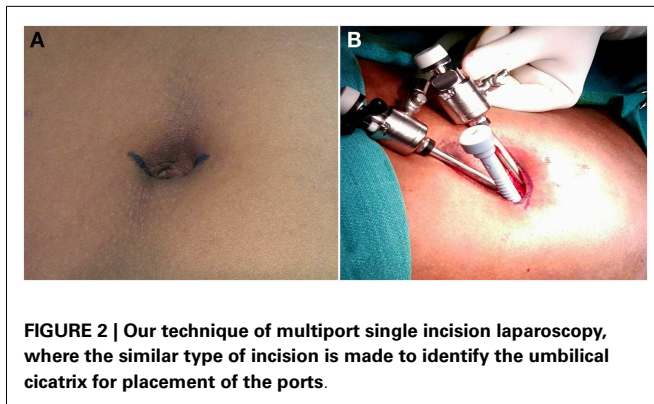 A
B
FIGURE 2 | Our technique of multiport single incision laparoscopy,
where the similar type of incision is made to identify the umbilical
cicatrix for placement of the ports.